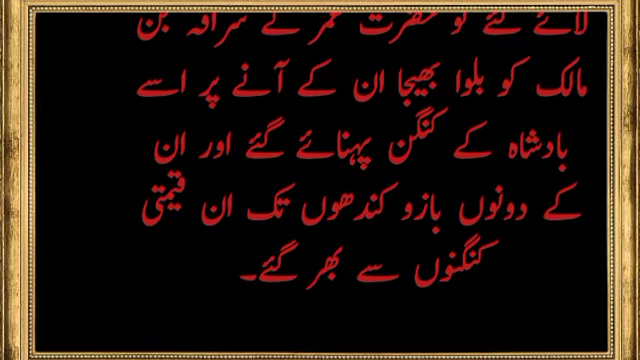 لائے گئے تو حضرت عمر نے سراقہ بن
مالک کو بلوا بھیجا ان کے آنے پر اسے
بادشاہ کے کنگن پہنائے گئے اور ان
کے دونوں بازو کندھوں تک ان قیمتی
کنگنوں سے بھر گئے۔